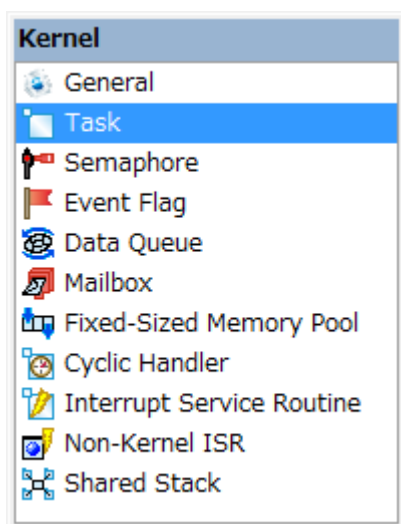 Kernel
General
Task
Semaphore
Event Flag
Data Queue
Mailbox
Fixed-Sized Memory Pool
Cyclic Handler
Interrupt Service Routine
Non-Kernel ISR
Shared Stack